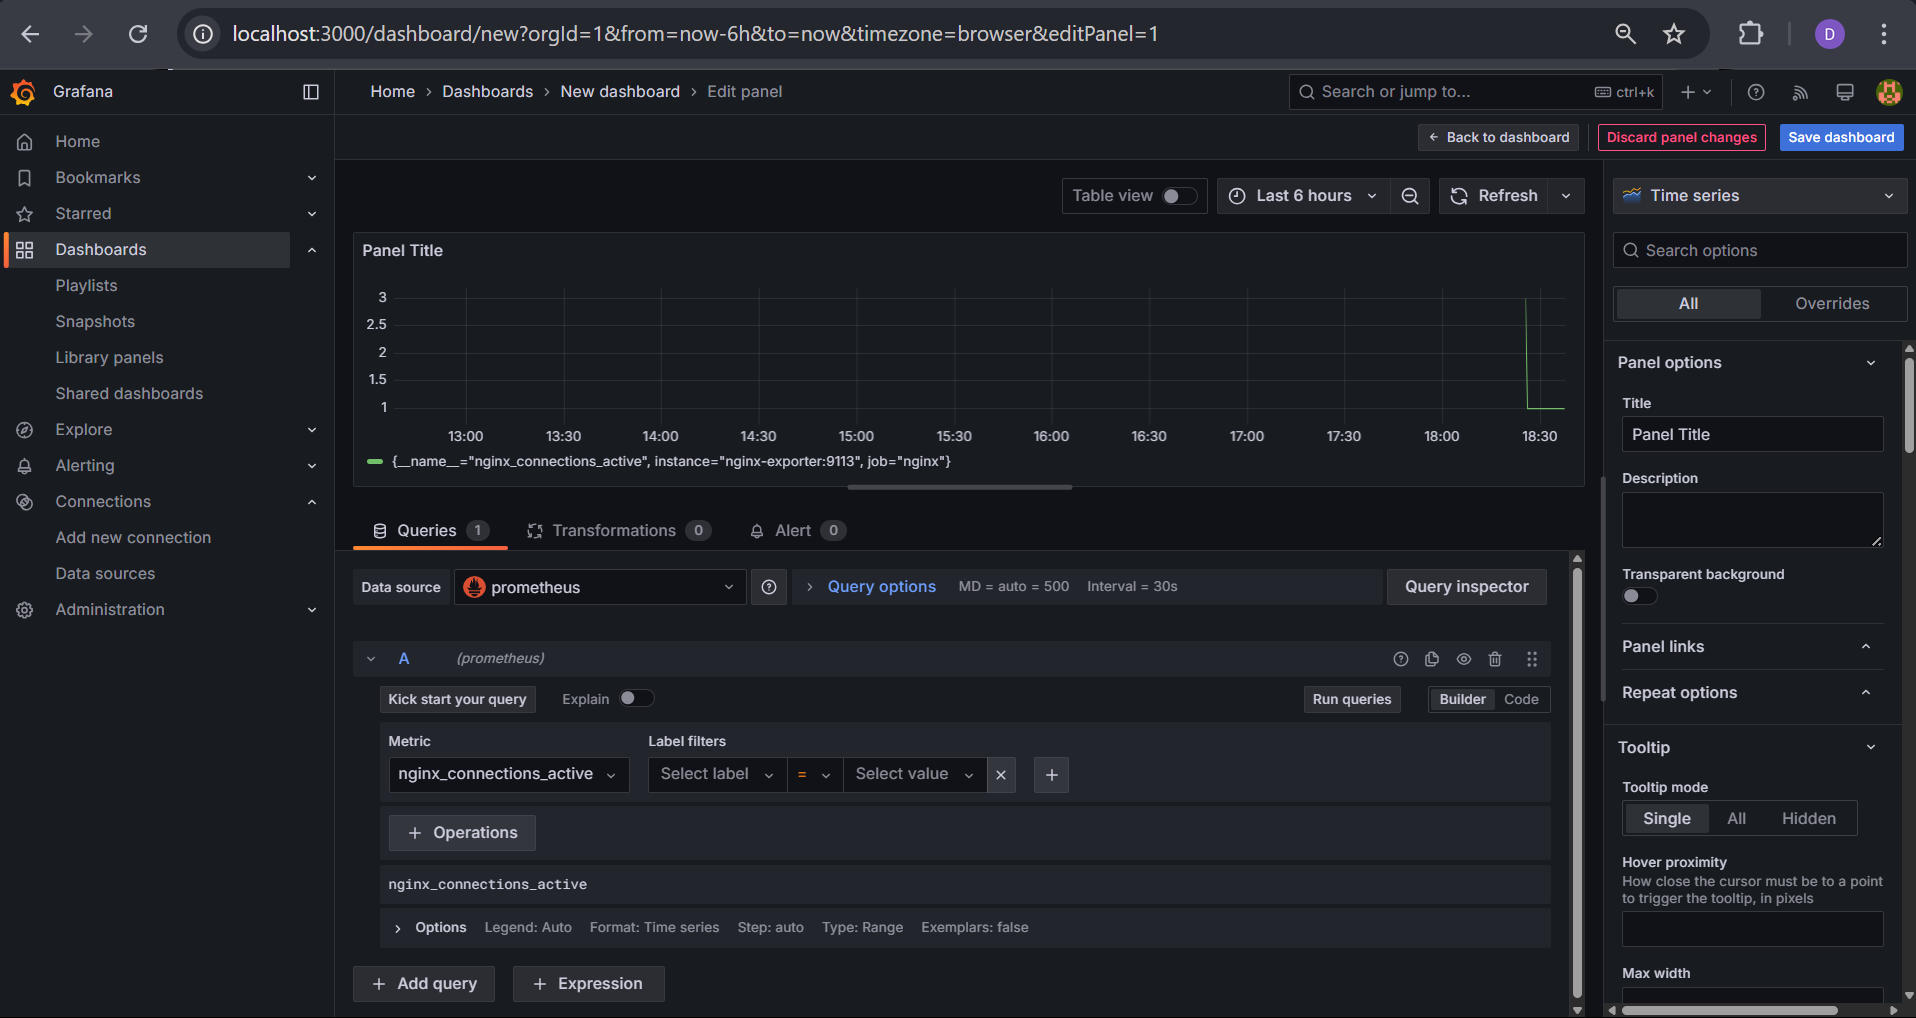 localhost:3000/dashboard/new?orgId=1&from=now-6h&to=now&timezone=browser&editPanel=1
D
Grafana
Home › Dashboards › New dashboard › Edit panel
Search or jump to...
ctrl+k
Back to dashboard
Discard panel changes
Save dashboard
Home
Bookmarks
Starred
Dashboards
Playlists
Snapshots
Library panels
Shared dashboards
Explore
Alerting
Connections
Add new connection
Data sources
Administration
Table view
Last 6 hours
Refresh
Panel Title
3
2.5
2
1.5
1
13:00 13:30 14:00 14:30 15:00 15:30 16:00 16:30 17:00 17:30 18:00 18:30
{__name__="nginx_connections_active", instance="nginx-exporter:9113", job="nginx"}
Queries 1
Transformations 0
Alert 0
Data source
prometheus
Query options
MD = auto = 500
Interval = 30s
Query inspector
A
(prometheus)
Kick start your query
Explain
Run queries
Builder
Code
Metric
Label filters
nginx_connections_active
Select label
=
Select value
+ Operations
nginx_connections_active
Options
Legend: Auto
Format: Time series
Step: auto
Type: Range
Exemplars: false
+ Add query
+ Expression
Time series
Search options
All
Overrides
Panel options
Title
Panel Title
Description
Transparent background
Panel links
Repeat options
Tooltip
Tooltip mode
Single
All
Hidden
Hover proximity
How close the cursor must be to a point
to trigger the tooltip, in pixels
Max width